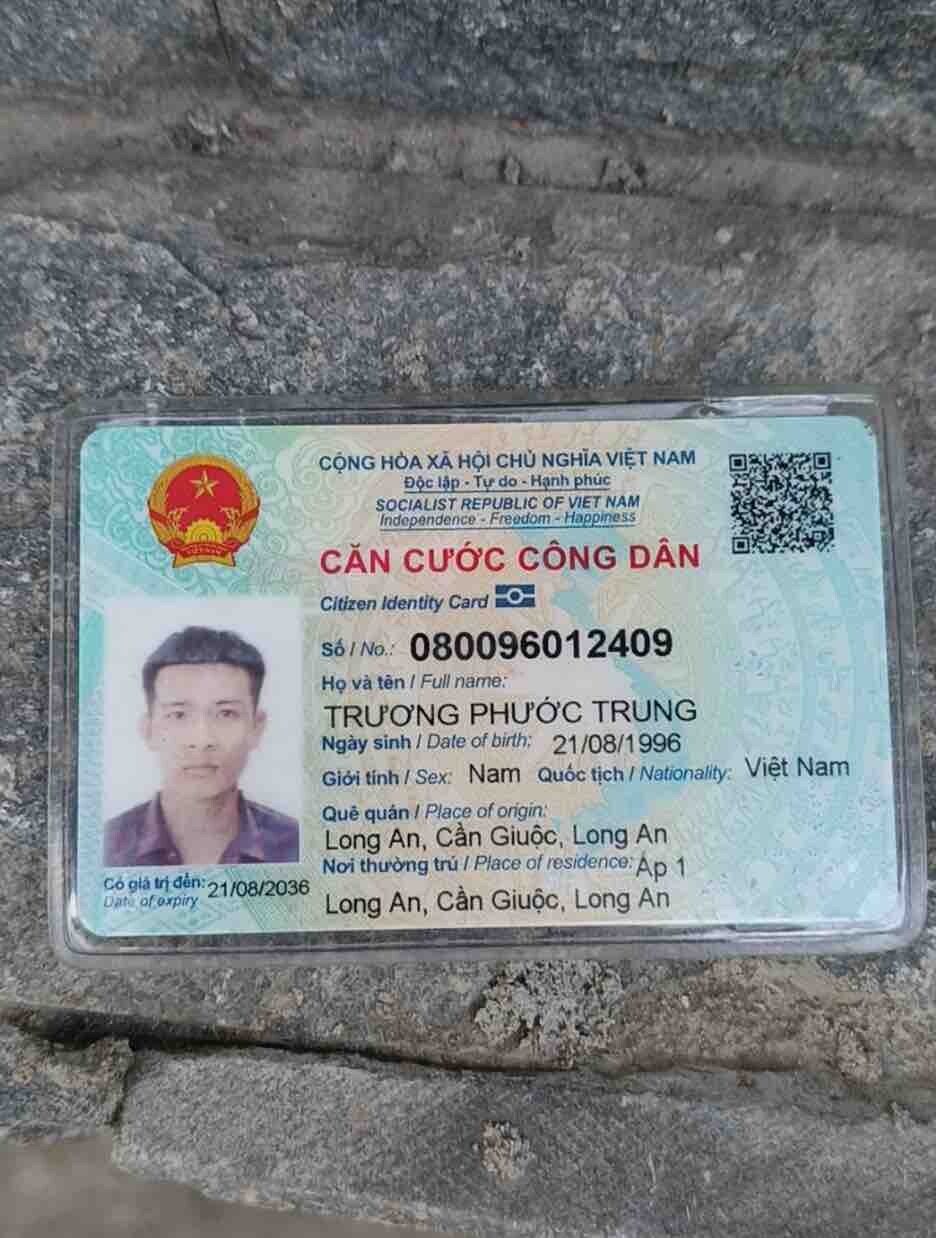 CỘNG HÒA XÃ HỘI CHỦ NGHĨA VIỆT NAM
Độc lập - Tự do - Hạnh phúc
SOCIALIST REPUBLIC OF VIET NAM
Independence - Freedom - Happiness
CĂN CƯỚC CÔNG DÂN
Citizen Identity Card
Số / No.: 080096012409
Họ và tên / Full name:
TRƯƠNG PHƯỚC TRUNG
Ngày sinh / Date of birth: 21/08/1996
Giới tính / Sex: Nam Quốc tịch / Nationality: Việt Nam
Quê quán / Place of origin:
Long An, Cần Giuộc, Long An
Nơi thường trú / Place of residence: Ấp 1
Long An, Cần Giuộc, Long An
Có giá trị đến: 21/08/2036
Date of expiry
VIỆT NAM